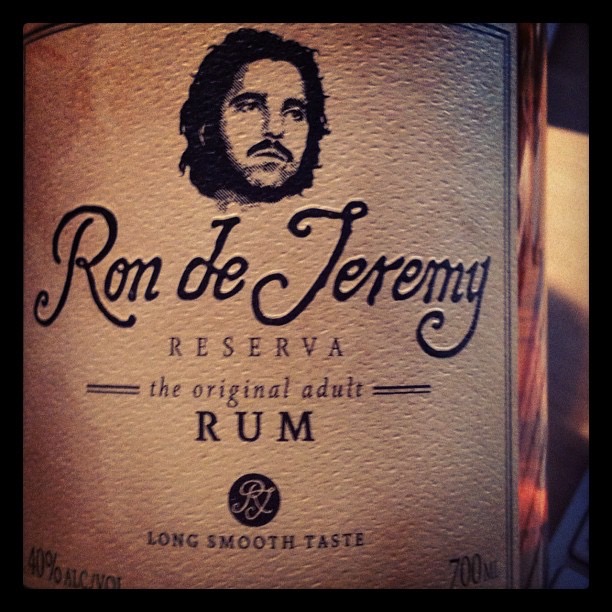 Ron de Jeremy
RESERVA
the original adult
RUM
RJ
LONG SMOOTH TASTE
40% ALC/VOL
700ML